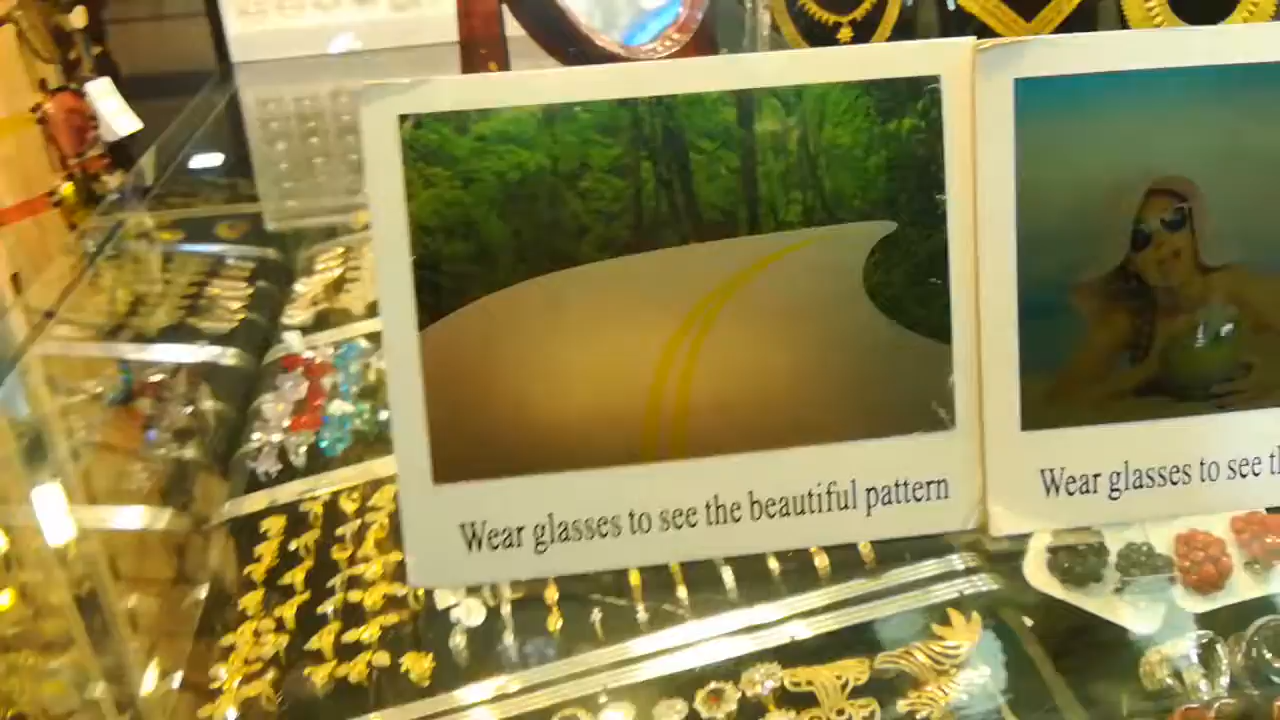 Wear glasses to see the beautiful pattern
Wear glasses to see